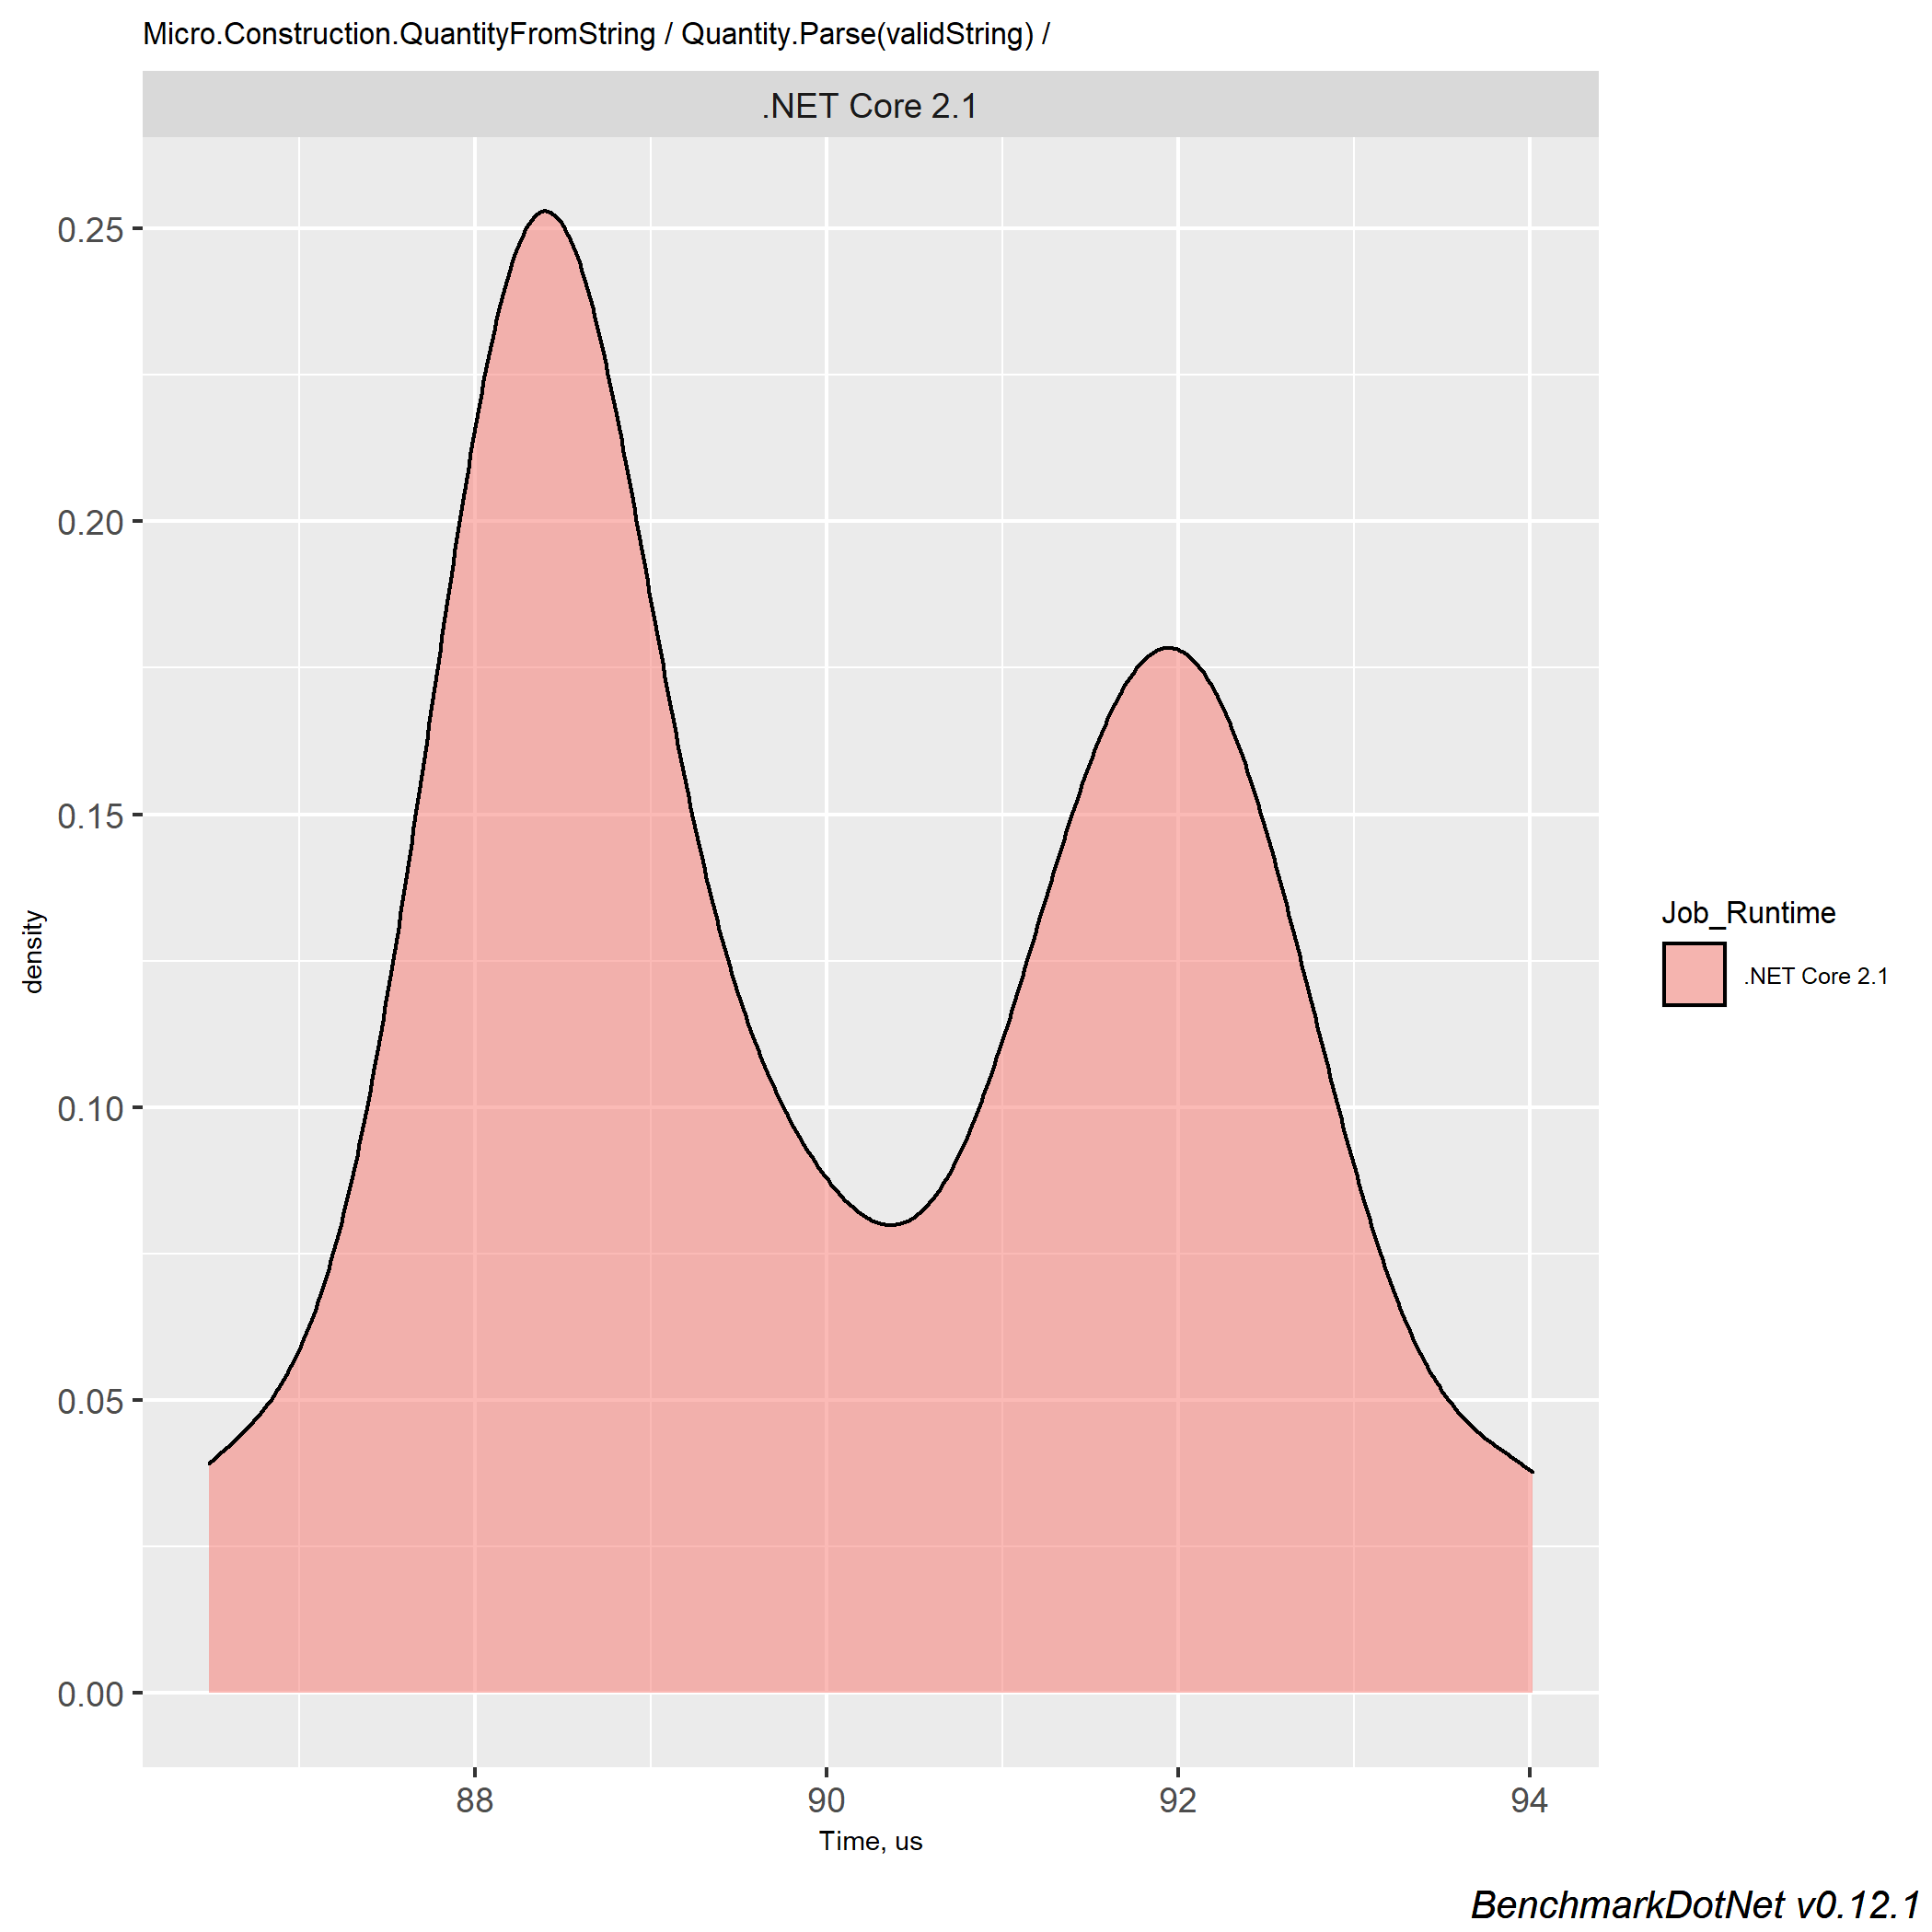 Micro.Construction.QuantityFromString / Quantity.Parse(validString) /
.NET Core 2.1
0.25
0.20
0.15
0.10
0.05
0.00
density
88 90 92 94
Time, us
Job_Runtime
.NET Core 2.1
BenchmarkDotNet v0.12.1